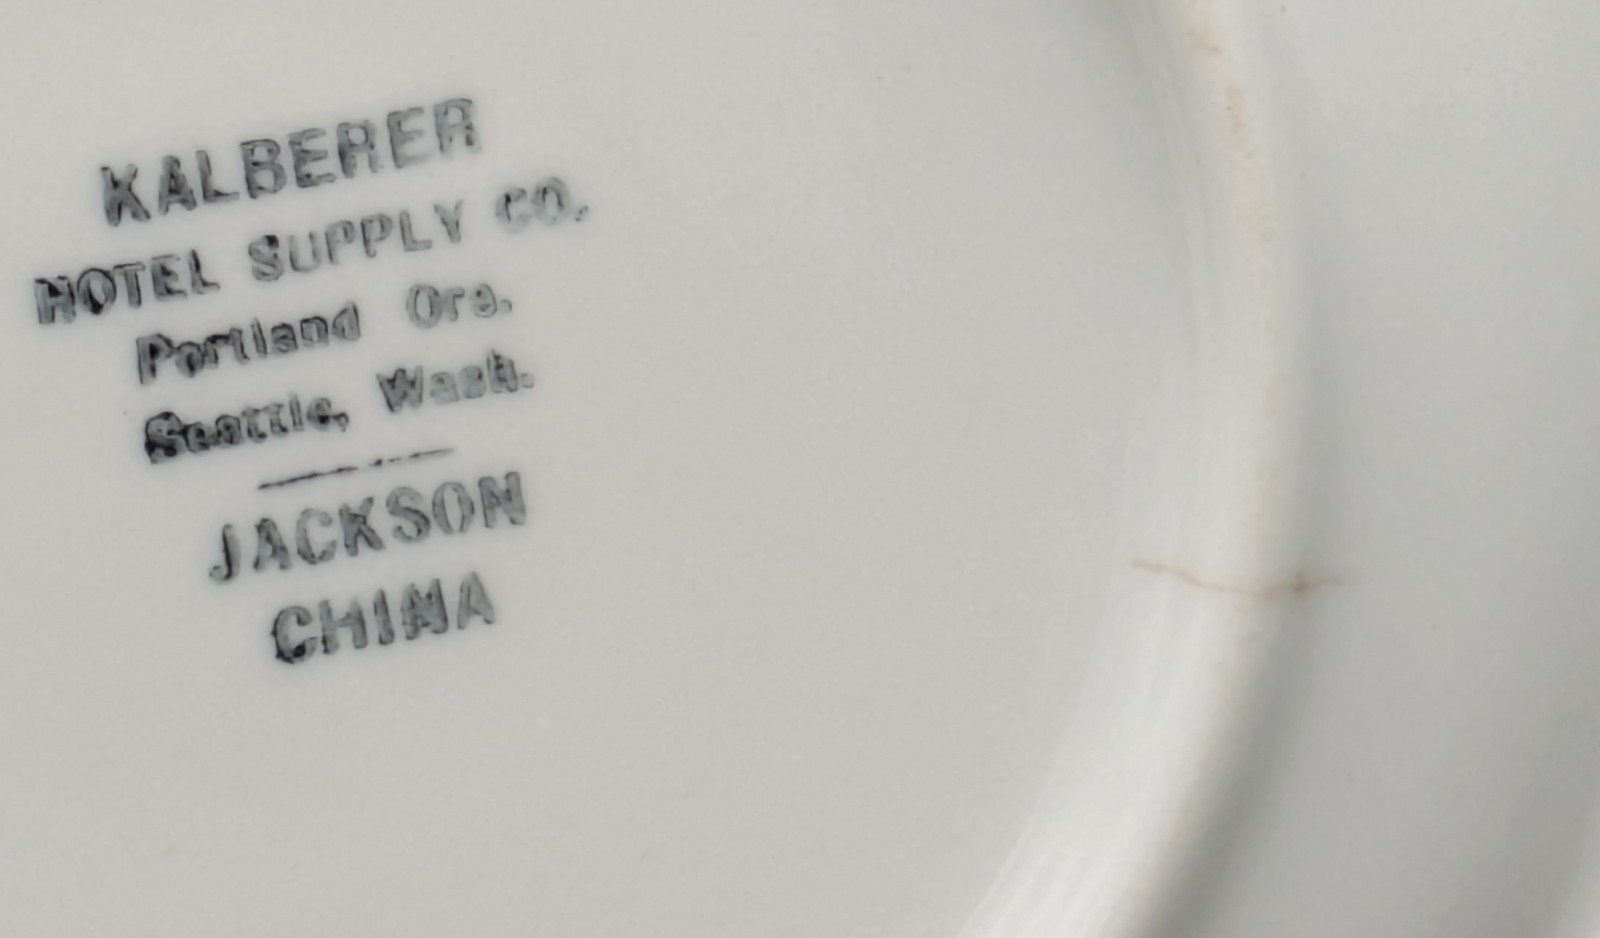 KALBERER
HOTEL SUPPLY CO.
Portland Ore.
Seattle, Wash.
JACKSON
CHINA